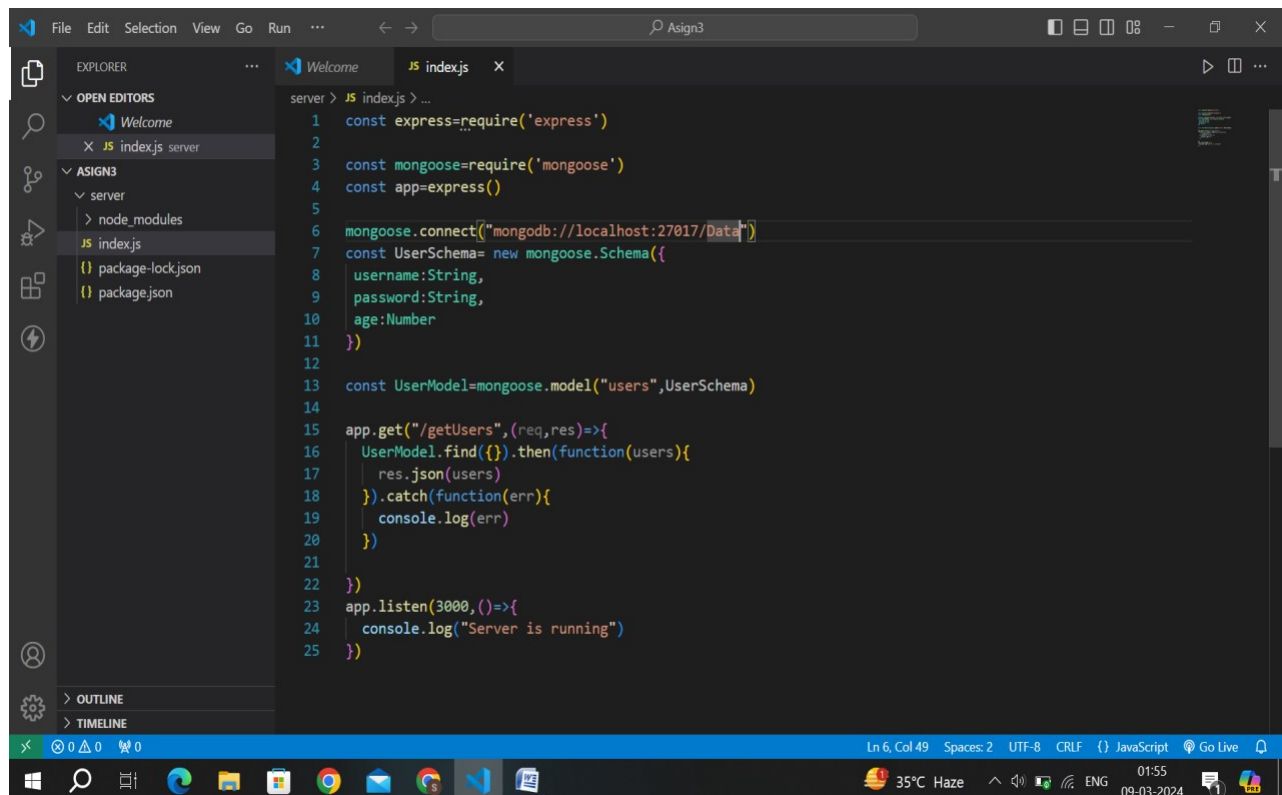 File Edit Selection View Go Run ··· ← → Asign3
EXPLORER ···
OPEN EDITORS
Welcome
JS index.js server
ASIGN3
server
node_modules
JS index.js
{} package-lock.json
{} package.json
OUTLINE
TIMELINE
Welcome JS index.js
server > JS index.js > ...
1 const express=require('express')
2
3 const mongoose=require('mongoose')
4 const app=express()
5
6 mongoose.connect("mongodb://localhost:27017/Data")
7 const UserSchema= new mongoose.Schema({
8 username:String,
9 password:String,
10 age:Number
11 })
12
13 const UserModel=mongoose.model("users",UserSchema)
14
15 app.get("/getUsers",(req,res)=>{
16 UserModel.find({}).then(function(users){
17 res.json(users)
18 }).catch(function(err){
19 console.log(err)
20 })
21
22 })
23 app.listen(3000,()=>{
24 console.log("Server is running")
25 })
0 0 0 Ln 6, Col 49 Spaces: 2 UTF-8 CRLF {} JavaScript Go Live
35°C Haze ENG 01:55
09-03-2024 1 PRE